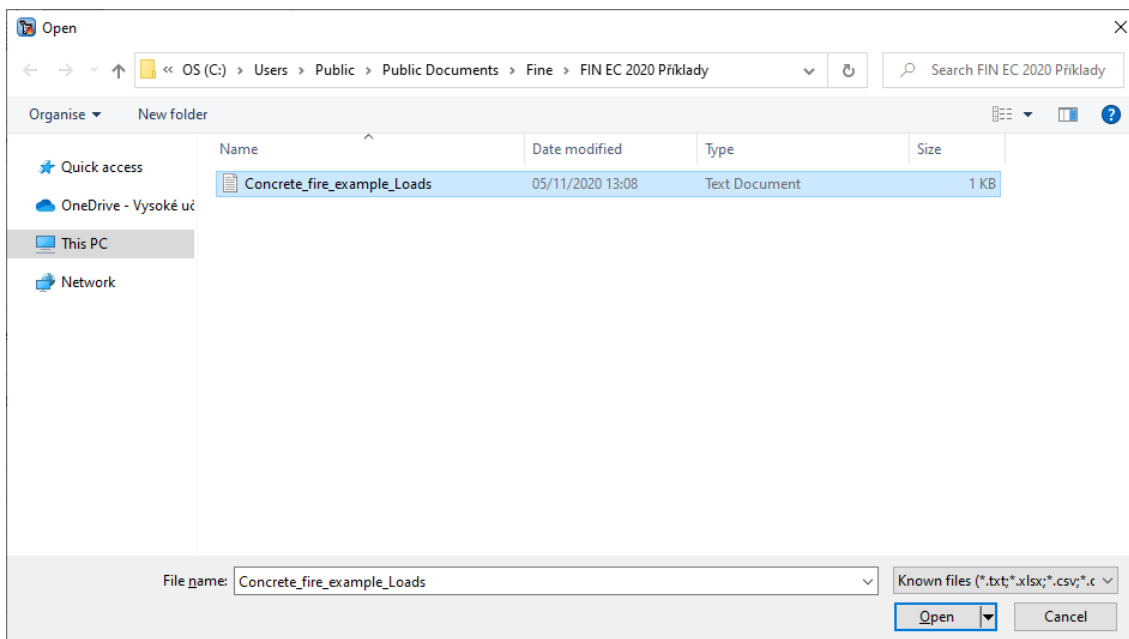 Open
« OS (C:) › Users › Public › Public Documents › Fine › FIN EC 2020 Příklady
Search FIN EC 2020 Příklady
Organise New folder
Name Date modified Type Size
Quick access
Concrete_fire_example_Loads 05/11/2020 13:08 Text Document 1 KB
OneDrive - Vysoké uč
This PC
Network
File name: Concrete_fire_example_Loads Known files (*.txt;*.xlsx;*.csv;*.c
Open Cancel